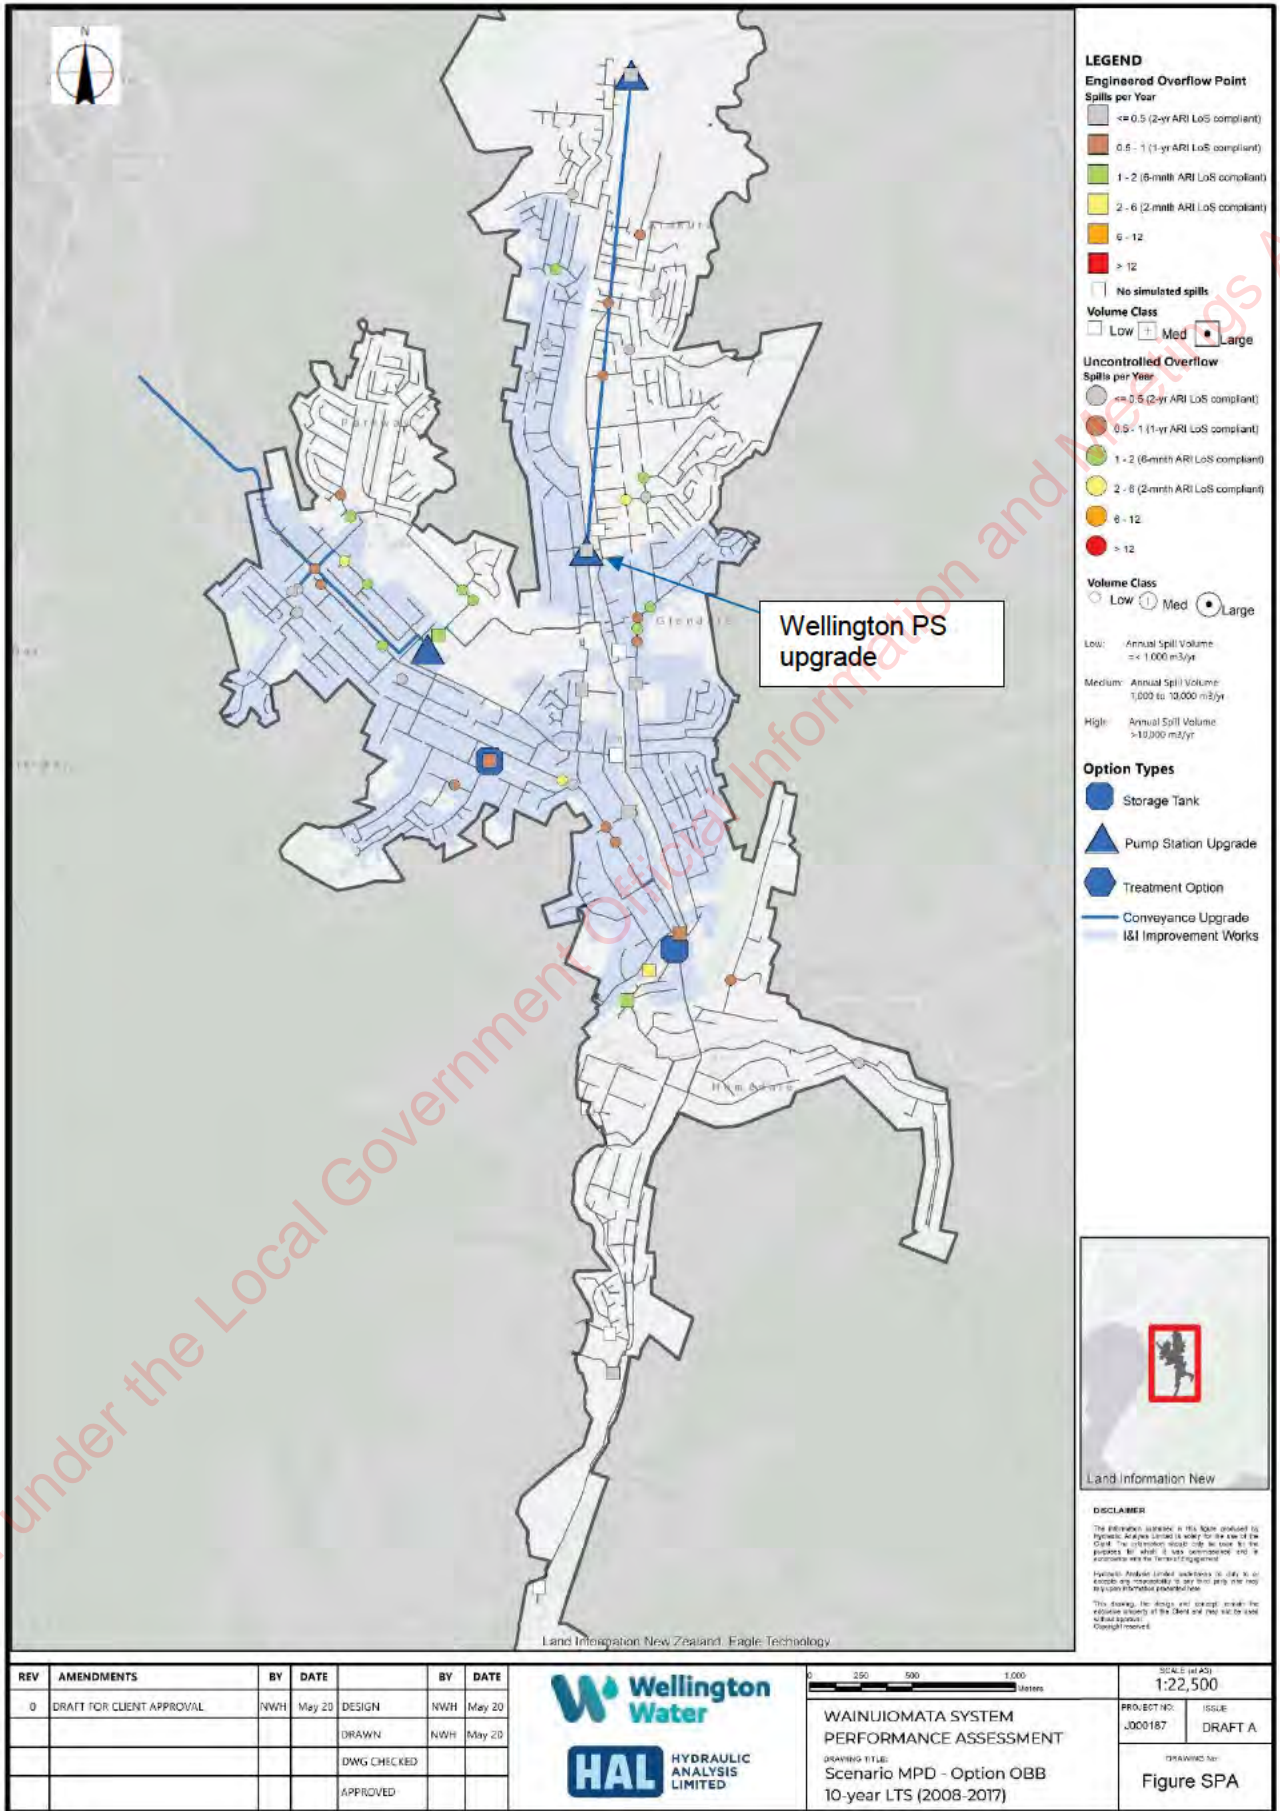 N
LEGEND
Engineered Overflow Point
Spills per Year
<= 0.5 (2-yr ARI LoS compliant)
0.5 - 1 (1-yr ARI LoS compliant)
1 - 2 (6-mnth ARI LoS compliant)
2 - 6 (2-mnth ARI LoS compliant)
6 - 12
> 12
No simulated spills
Volume Class
Low Med Large
Uncontrolled Overflow
Spills per Year
<= 0.5 (2-yr ARI LoS compliant)
0.5 - 1 (1-yr ARI LoS compliant)
1 - 2 (6-mnth ARI LoS compliant)
2 - 6 (2-mnth ARI LoS compliant)
6 - 12
> 12
Volume Class
Low Med Large
Low: Annual Spill Volume
=< 1,000 m3/yr
Medium: Annual Spill Volume
1,000 to 10,000 m3/yr
High: Annual Spill Volume
>10,000 m3/yr
Option Types
Storage Tank
Pump Station Upgrade
Treatment Option
Conveyance Upgrade
I&I Improvement Works
Wellington PS
upgrade
Homedale
under the Local Government Official Information and Meetings A
Land Information New
DISCLAIMER
Copyright reserved
Land Information New Zealand, Eagle Technology
REV AMENDMENTS BY DATE BY DATE
0 DRAFT FOR CLIENT APPROVAL NWH May 20 DESIGN NWH May 20
DRAWN NWH May 20
DWG CHECKED
APPROVED
Wellington
Water
HAL HYDRAULIC
ANALYSIS
LIMITED
0 250 500 1,000
Meters
WAINUIOMATA SYSTEM
PERFORMANCE ASSESSMENT
DRAWING TITLE:
Scenario MPD - Option OBB
10-year LTS (2008-2017)
SCALE (at A3)
1:22,500
PROJECT NO: ISSUE
J000187 DRAFT A
DRAWING No:
Figure SPA